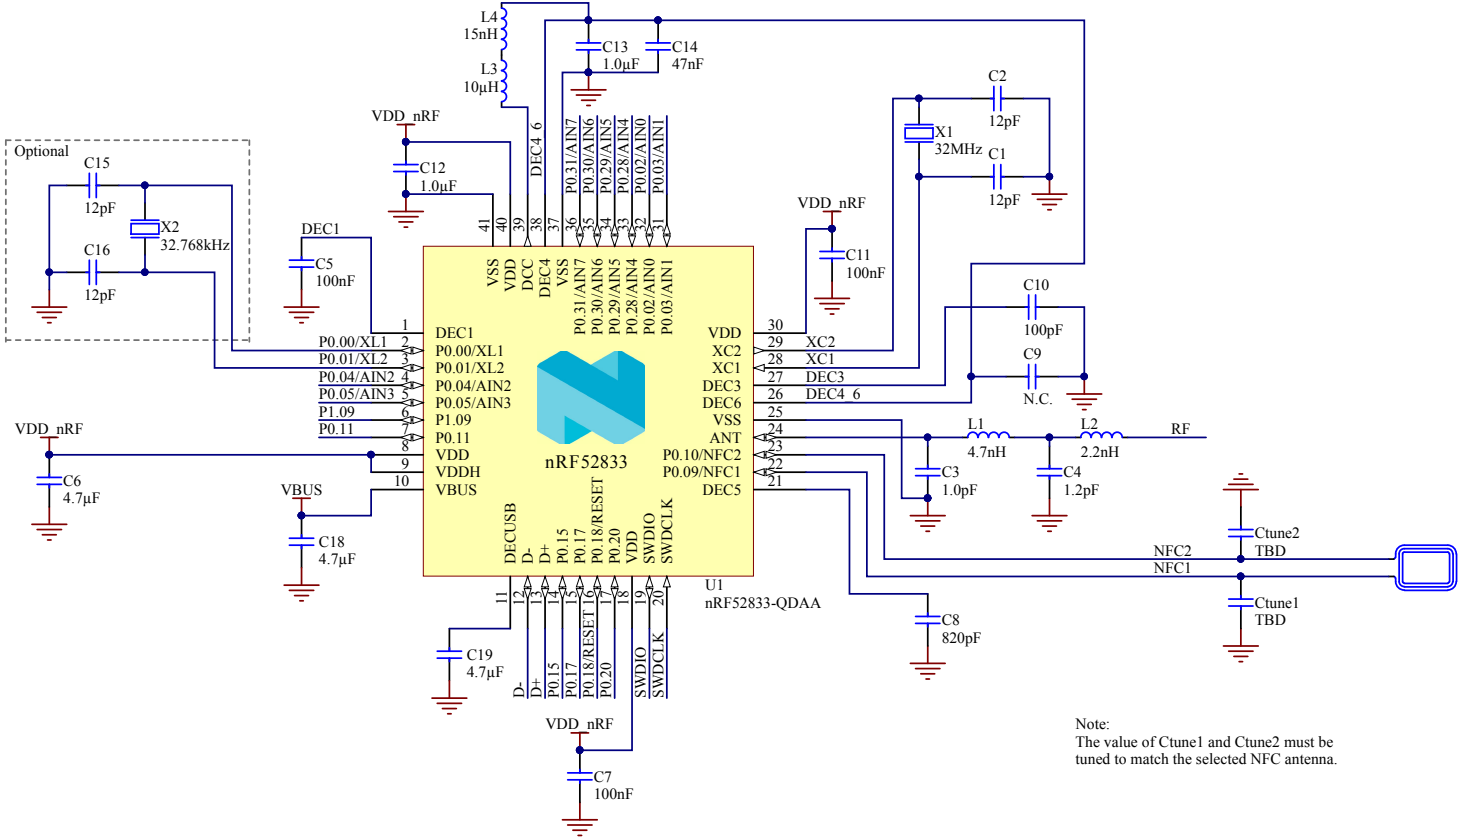 L4
15nH
L3
10µH
C13
1.0µF
C14
47nF
VDD_nRF
C12
1.0µF
DEC4_6
P0.31/AIN7
P0.30/AIN6
P0.29/AIN5
P0.28/AIN4
P0.02/AIN0
P0.03/AIN1
C2
12pF
X1
32MHz
C1
12pF
Optional
C15
12pF
X2
32.768kHz
C16
12pF
DEC1
C5
100nF
VDD_nRF
C11
100nF
41
40
39
38
37
36
35
34
33
32
31
VSS
VDD
DCC
DEC4
VSS
P0.31/AIN7
P0.30/AIN6
P0.29/AIN5
P0.28/AIN4
P0.02/AIN0
P0.03/AIN1
C10
100pF
C9
N.C.
1 DEC1
P0.00/XL1 2 P0.00/XL1
P0.01/XL2 3 P0.01/XL2
P0.04/AIN2 4 P0.04/AIN2
P0.05/AIN3 5 P0.05/AIN3
P1.09 6 P1.09
P0.11 7 P0.11
8 VDD
9 VDDH
10 VBUS
VDD 30
XC2 29 XC2
XC1 28 XC1
DEC3 27 DEC3
DEC6 26 DEC4_6
VSS 25
ANT 24
P0.10/NFC2 23
P0.09/NFC1 22
DEC5 21
nRF52833
VDD_nRF
C6
4.7µF
VBUS
C18
4.7µF
L1
4.7nH
L2
2.2nH
RF
C3
1.0pF
C4
1.2pF
DECUSB
D-
D+
P0.15
P0.17
P0.18/RESET
P0.20
VDD
SWDIO
SWDCLK
11
12
13
14
15
16
17
18
19
20
U1
nRF52833-QDAA
Ctune2
TBD
NFC2
NFC1
Ctune1
TBD
C8
820pF
C19
4.7µF
D-
D+
P0.15
P0.17
P0.18/RESET
P0.20
SWDIO
SWDCLK
VDD_nRF
C7
100nF
Note:
The value of Ctune1 and Ctune2 must be
tuned to match the selected NFC antenna.